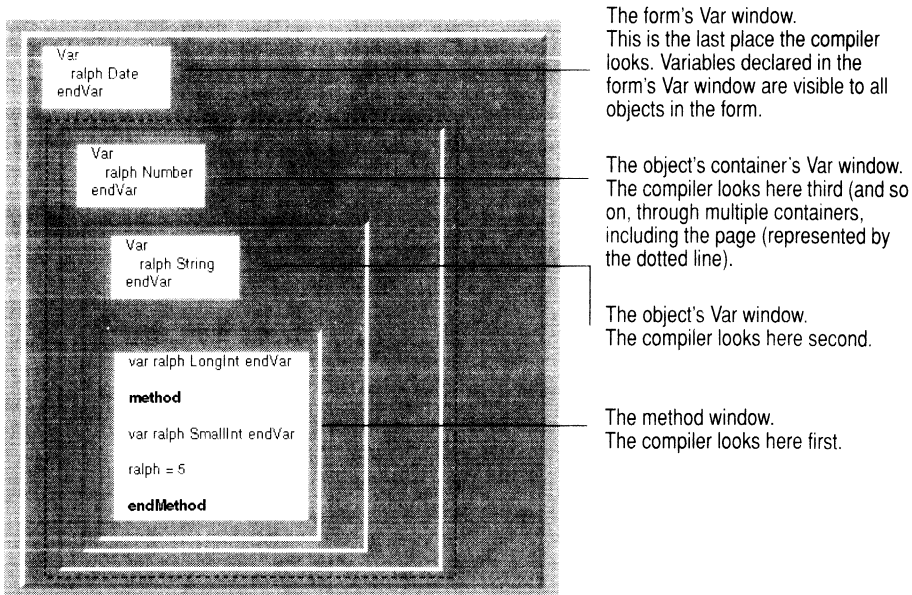 Var
ralph Date
endVar
The form's Var window.
This is the last place the compiler
looks. Variables declared in the
form's Var window are visible to all
objects in the form.
Var
ralph Number
endVar
The object's container's Var window.
The compiler looks here third (and so
on, through multiple containers,
including the page (represented by
the dotted line).
Var
ralph String
endVar
The object's Var window.
The compiler looks here second.
var ralph LongInt endVar
method
var ralph SmallInt endVar
ralph = 5
endMethod
The method window.
The compiler looks here first.